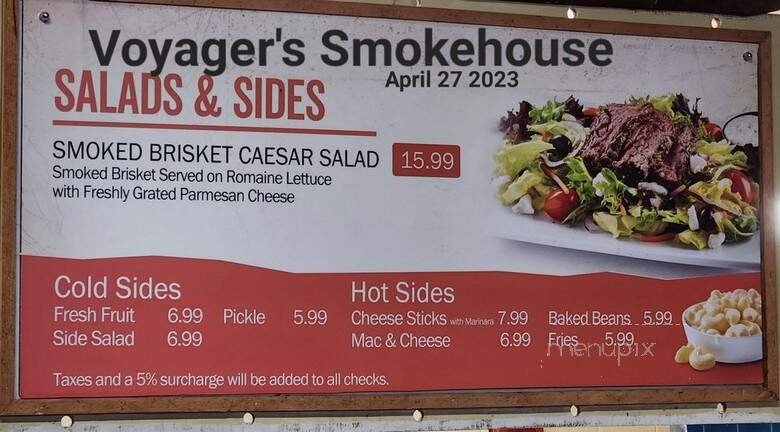 Voyager's Smokehouse
April 27 2023
SALADS & SIDES
SMOKED BRISKET CAESAR SALAD 15.99
Smoked Brisket Served on Romaine Lettuce
with Freshly Grated Parmesan Cheese
Cold Sides
Fresh Fruit 6.99 Pickle 5.99
Side Salad 6.99
Hot Sides
Cheese Sticks with Marinara 7.99 Baked Beans 5.99
Mac & Cheese 6.99 Fries 5.99
menupix
Taxes and a 5% surcharge will be added to all checks.